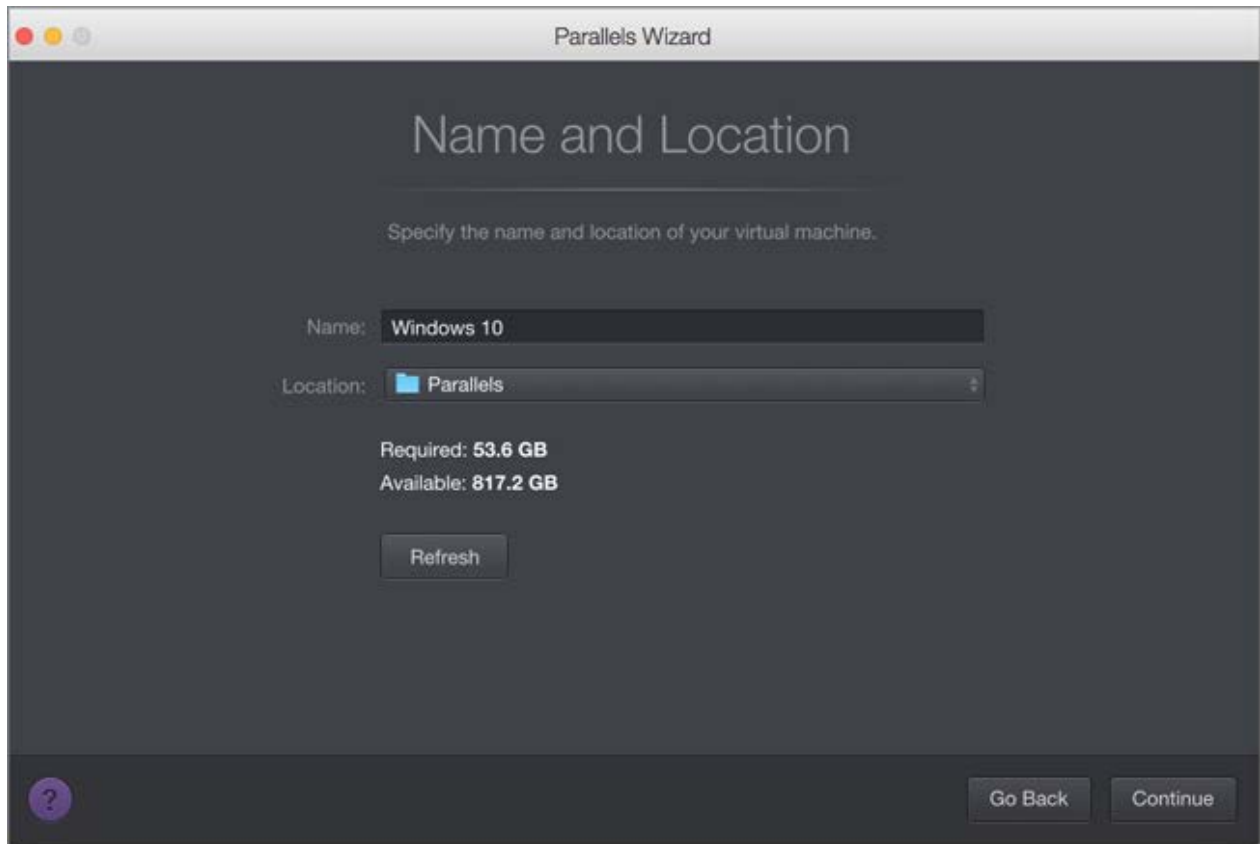 Parallels Wizard
Name and Location
Specify the name and location of your virtual machine.
Name: Windows 10
Location: Parallels
Required: 53.6 GB
Available: 817.2 GB
Refresh
? Go Back Continue